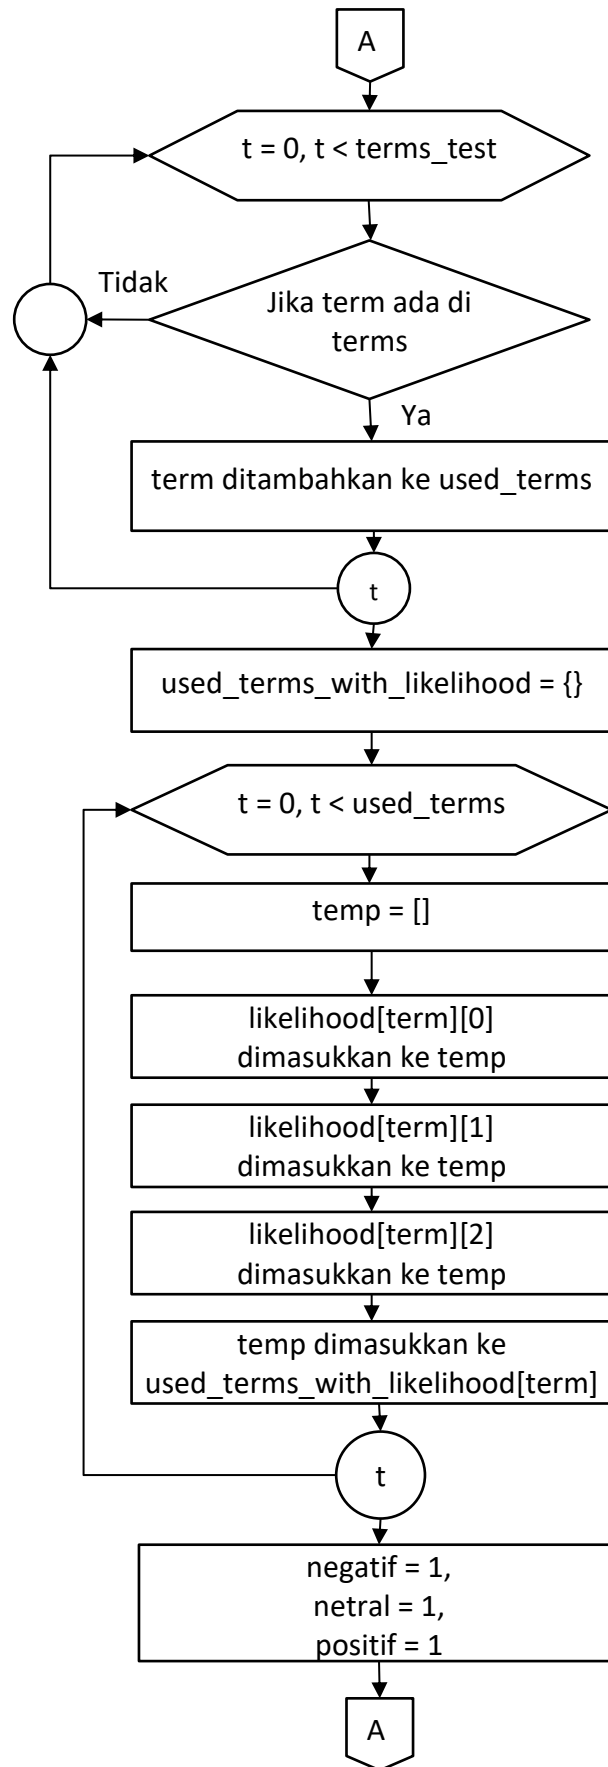 A
t = 0, t < terms_test
Tidak
Jika term ada di
terms
Ya
term ditambahkan ke used_terms
t
used_terms_with_likelihood = {}
t = 0, t < used_terms
temp = []
likelihood[term][0]
dimasukkan ke temp
likelihood[term][1]
dimasukkan ke temp
likelihood[term][2]
dimasukkan ke temp
temp dimasukkan ke
used_terms_with_likelihood[term]
t
negatif = 1,
netral = 1,
positif = 1
A